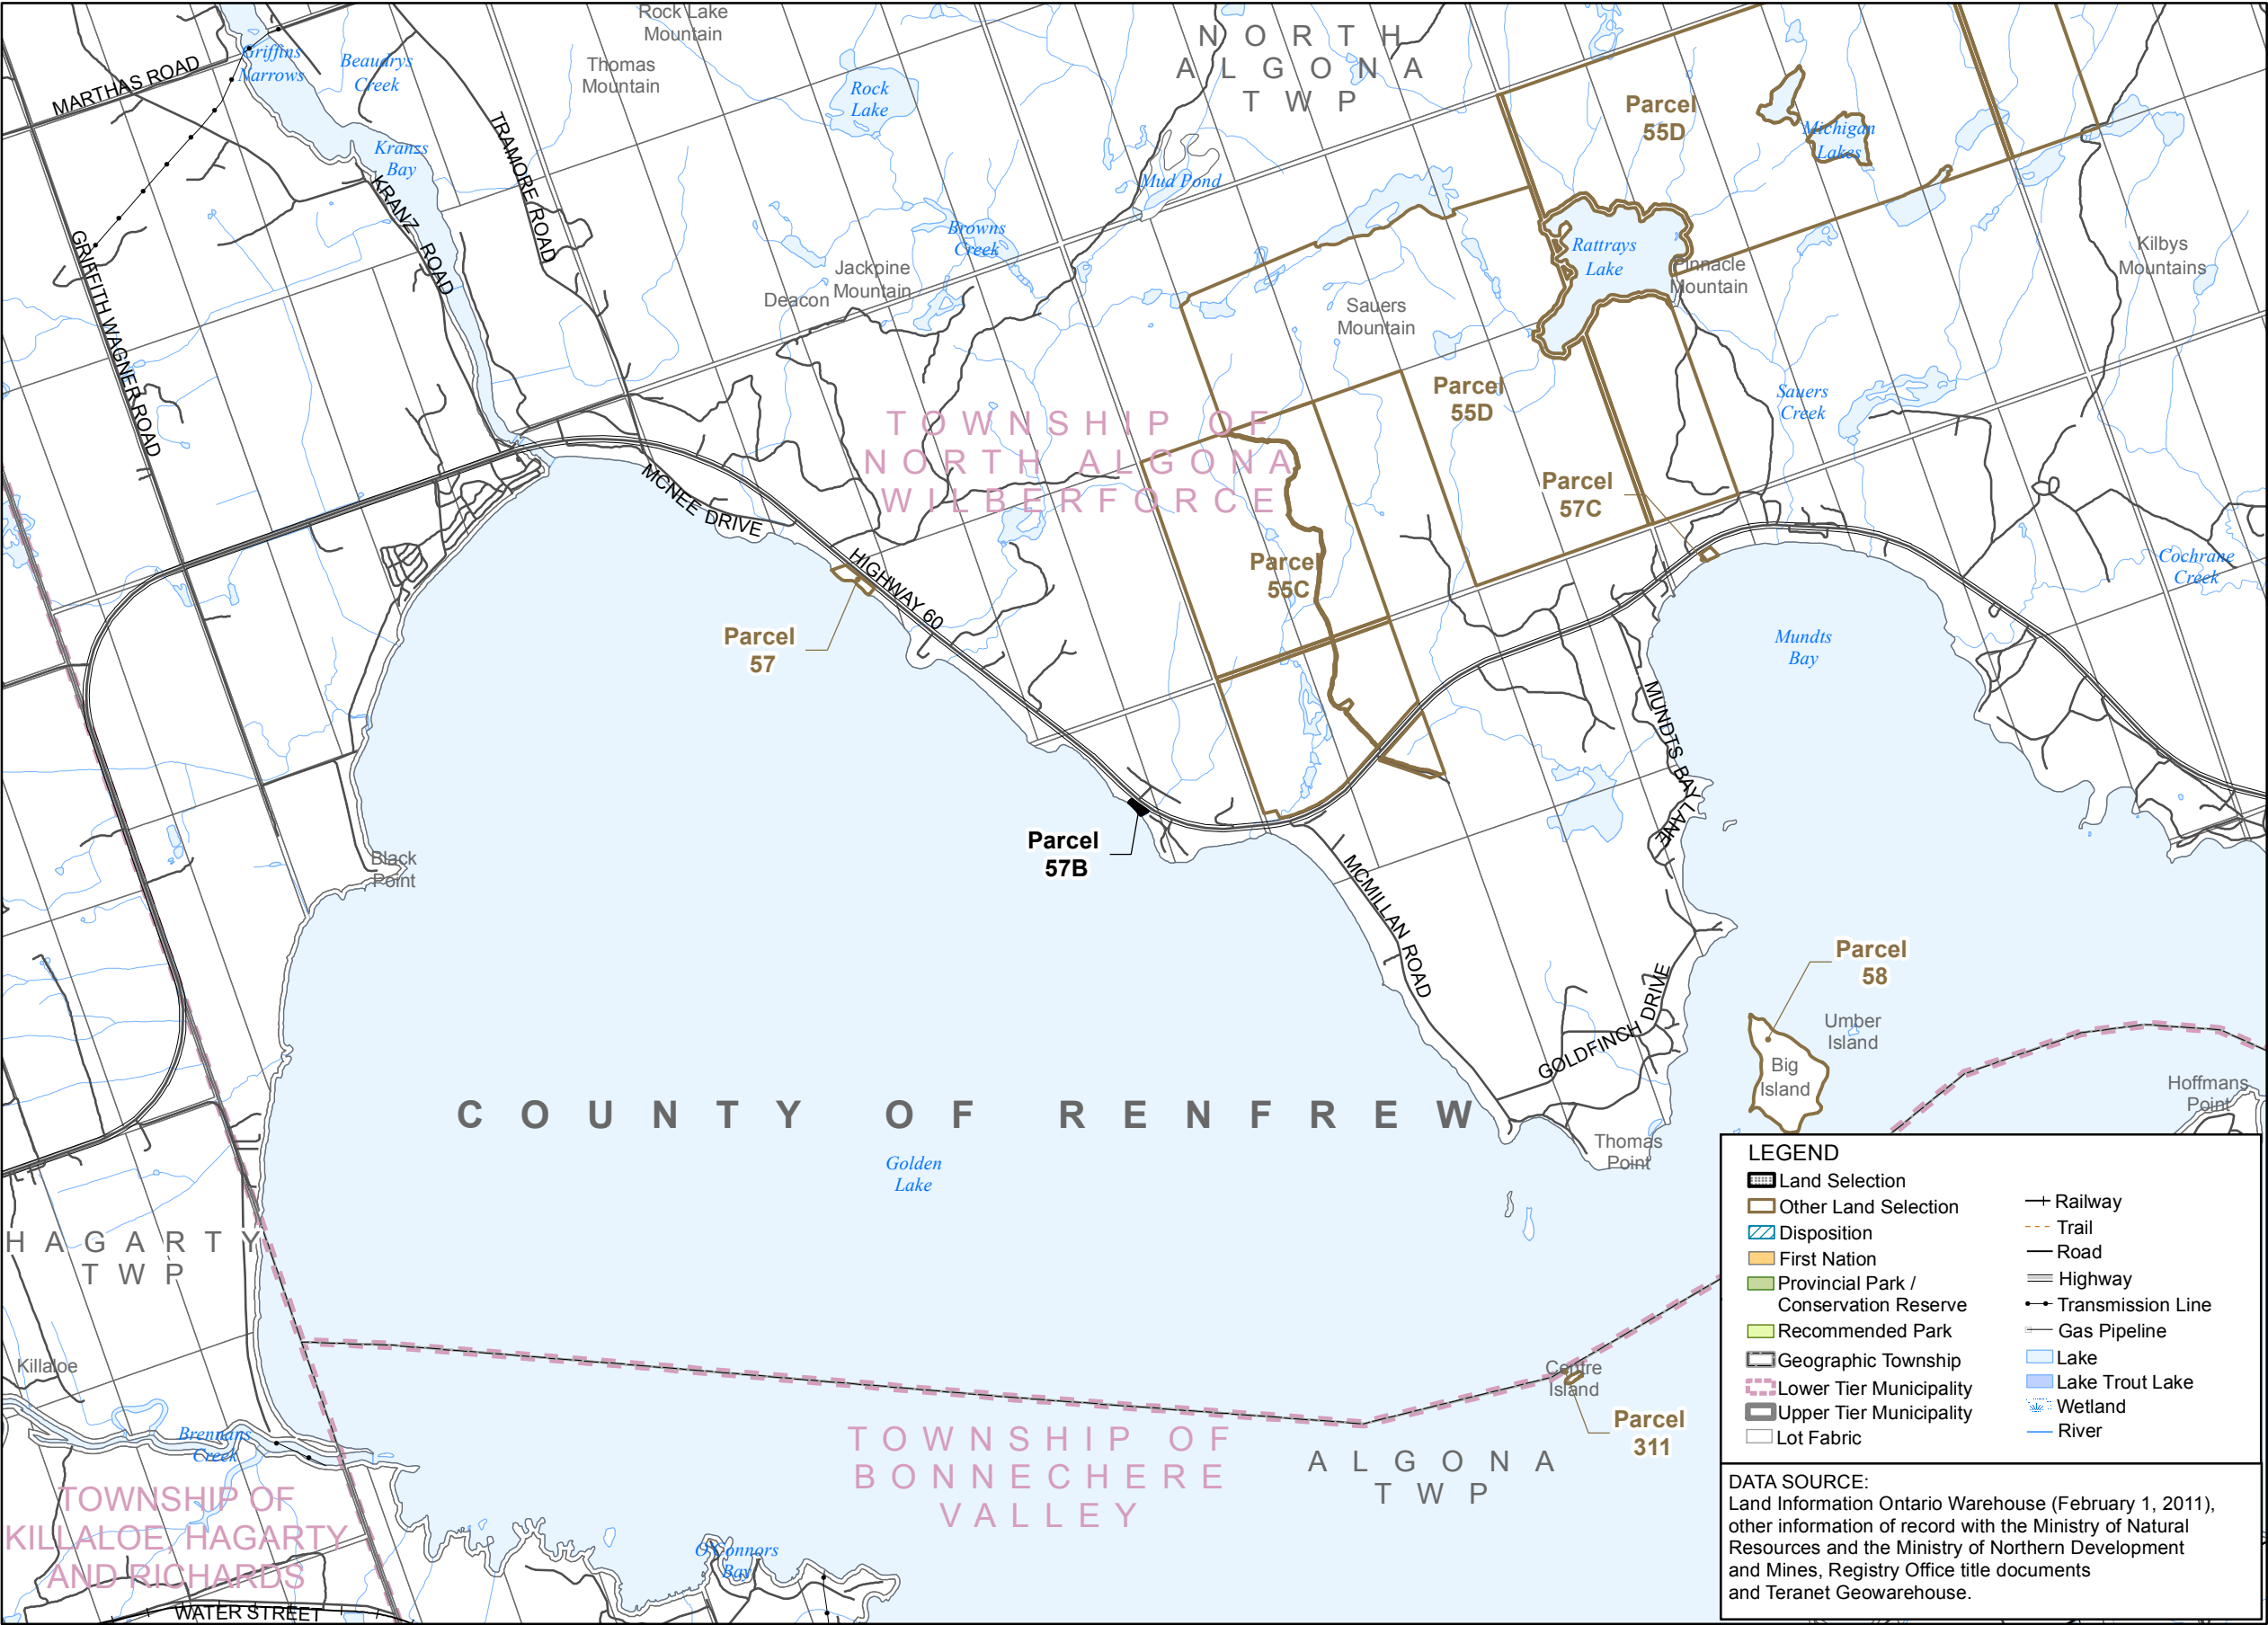 Rock Lake
Mountain
NORTH
ALGONA
TWP
Griffins
Narrows
Beaudrys
Creek
Thomas
Mountain
Rock
Lake
MARTHAS ROAD
Parcel
55D
Michigan
Lakes
Kranzs
Bay
TRAMORE ROAD
Mud Pond
KRANZ ROAD
Browns
Creek
Rattrays
Lake
Pinnacle
Mountain
Kilbys
Mountains
GRIFFITH WAGNER ROAD
Jackpine
Mountain
Deacon
Sauers
Mountain
Parcel
55D
Sauers
Creek
TOWNSHIP OF
NORTH ALGONA
WILBERFORCE
MCNEE DRIVE
Parcel
57C
HIGHWAY 60
Parcel
55C
Cochrane
Creek
Parcel
57
Mundts
Bay
MUNDTS BAY LANE
Parcel
57B
Black
Point
MCMILLAN ROAD
Parcel
58
GOLDFINCH DRIVE
Umber
Island
Big
Island
Hoffmans
Point
COUNTY OF RENFREW
Thomas
Point
Golden
Lake
HAGARTY
TWP
Killaloe
Centre
Island
Parcel
311
Brennans
Creek
TOWNSHIP OF
BONNECHERE
VALLEY
ALGONA
TWP
TOWNSHIP OF
KILLALOE, HAGARTY
AND RICHARDS
O'Connors
Bay
WATER STREET
LEGEND
Land Selection
Other Land Selection
Disposition
First Nation
Provincial Park /
Conservation Reserve
Recommended Park
Geographic Township
Lower Tier Municipality
Upper Tier Municipality
Lot Fabric
Railway
Trail
Road
Highway
Transmission Line
Gas Pipeline
Lake
Lake Trout Lake
Wetland
River
DATA SOURCE:
Land Information Ontario Warehouse (February 1, 2011),
other information of record with the Ministry of Natural
Resources and the Ministry of Northern Development
and Mines, Registry Office title documents
and Teranet Geowarehouse.